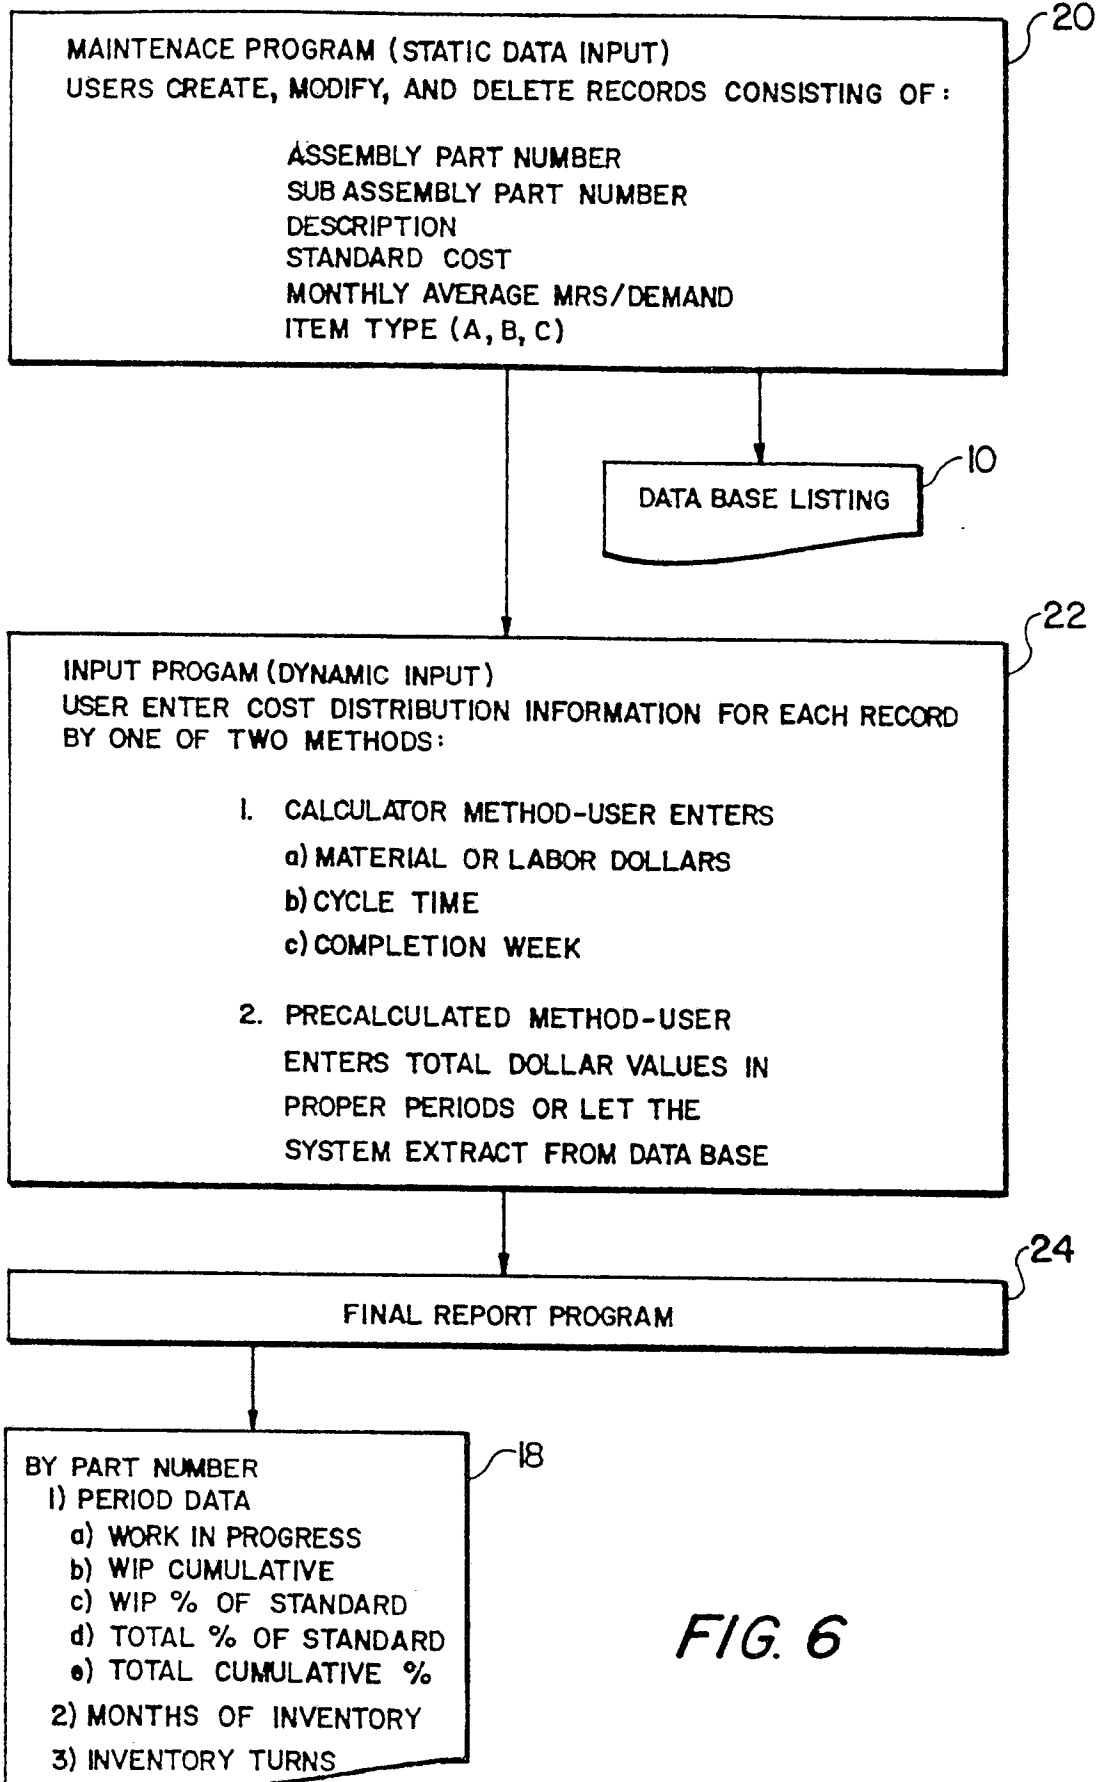 20
MAINTENACE PROGRAM (STATIC DATA INPUT)
USERS CREATE, MODIFY, AND DELETE RECORDS CONSISTING OF:
ASSEMBLY PART NUMBER
SUB ASSEMBLY PART NUMBER
DESCRIPTION
STANDARD COST
MONTHLY AVERAGE MRS/DEMAND
ITEM TYPE (A, B, C)
10
DATA BASE LISTING
22
INPUT PROGAM (DYNAMIC INPUT)
USER ENTER COST DISTRIBUTION INFORMATION FOR EACH RECORD
BY ONE OF TWO METHODS:
1. CALCULATOR METHOD-USER ENTERS
a) MATERIAL OR LABOR DOLLARS
b) CYCLE TIME
c) COMPLETION WEEK
2. PRECALCULATED METHOD-USER
ENTERS TOTAL DOLLAR VALUES IN
PROPER PERIODS OR LET THE
SYSTEM EXTRACT FROM DATA BASE
24
FINAL REPORT PROGRAM
18
BY PART NUMBER
1) PERIOD DATA
a) WORK IN PROGRESS
b) WIP CUMULATIVE
c) WIP % OF STANDARD
d) TOTAL % OF STANDARD
e) TOTAL CUMULATIVE %
2) MONTHS OF INVENTORY
3) INVENTORY TURNS
FIG. 6